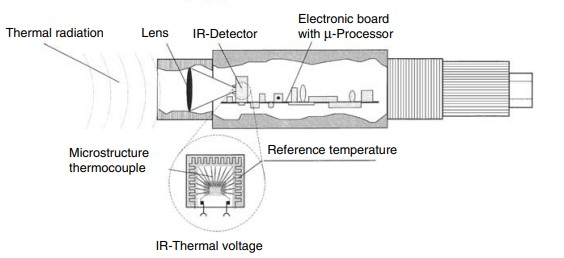 Thermal radiation
Lens
IR-Detector
Electronic board
with μ-Processor
Microstructure
thermocouple
Reference temperature
IR-Thermal voltage